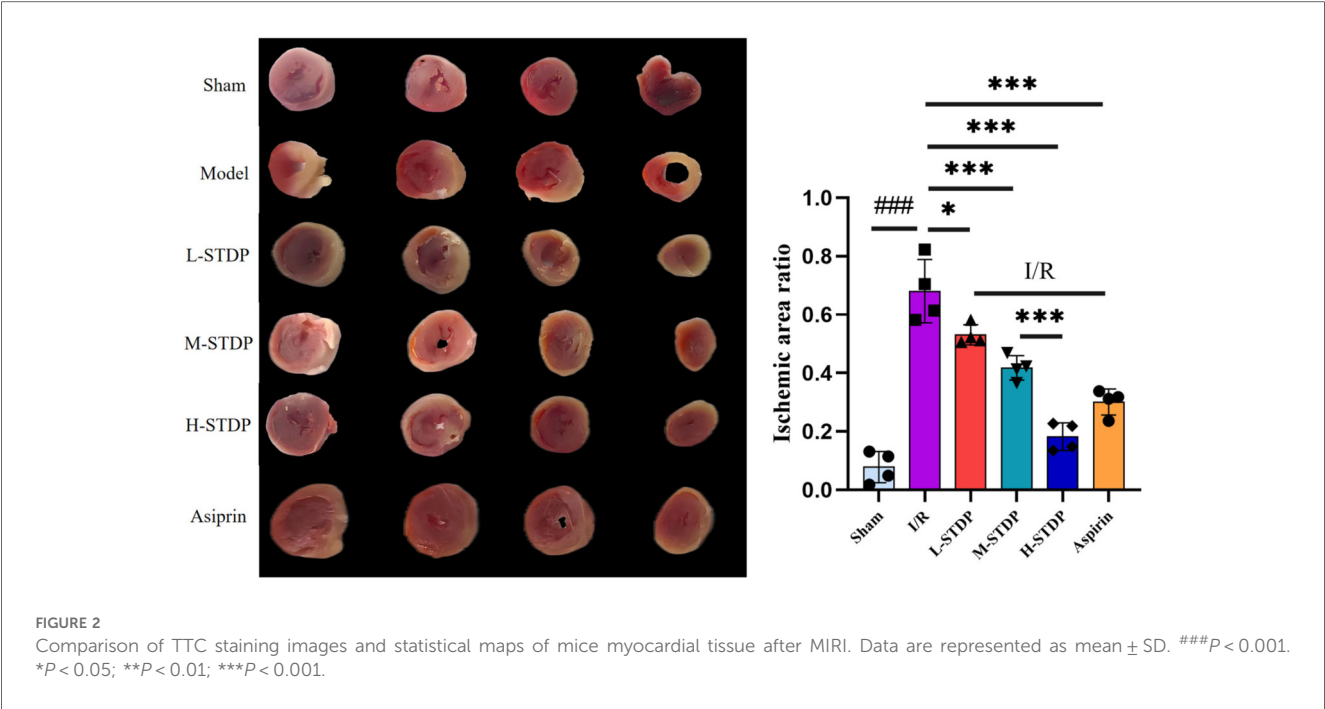 Sham
Model
L-STDP
M-STDP
H-STDP
Asiprin
***
***
***
###
*
I/R
***
Ischemic area ratio
1.0
0.8
0.6
0.4
0.2
0.0
Sham
I/R
L-STDP
M-STDP
H-STDP
Aspirin
FIGURE 2
Comparison of TTC staining images and statistical maps of mice myocardial tissue after MIRI. Data are represented as mean ± SD. ###P < 0.001.
*P < 0.05; **P < 0.01; ***P < 0.001.